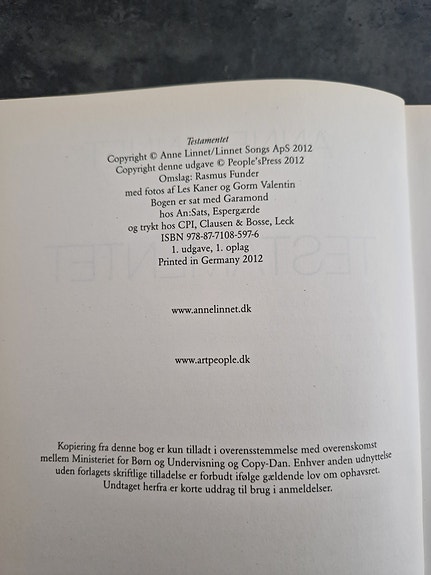 Testamentet
Copyright © Anne Linnet/Linnet Songs ApS 2012
Copyright denne udgave © People'sPress 2012
Omslag: Rasmus Funder
med fotos af Les Kaner og Gorm Valentin
Bogen er sat med Garamond
hos An:Sats, Espergærde
og trykt hos CPI, Clausen & Bosse, Leck
ISBN 978-87-7108-597-6
1. udgave, 1. oplag
Printed in Germany 2012
www.annelinnet.dk
www.artpeople.dk
Kopiering fra denne bog er kun tilladt i overensstemmelse med overenskomst
mellem Ministeriet for Børn og Undervisning og Copy-Dan. Enhver anden udnyttelse
uden forlagets skriftlige tilladelse er forbudt ifølge gældende lov om ophavsret.
Undtaget herfra er korte uddrag til brug i anmeldelser.